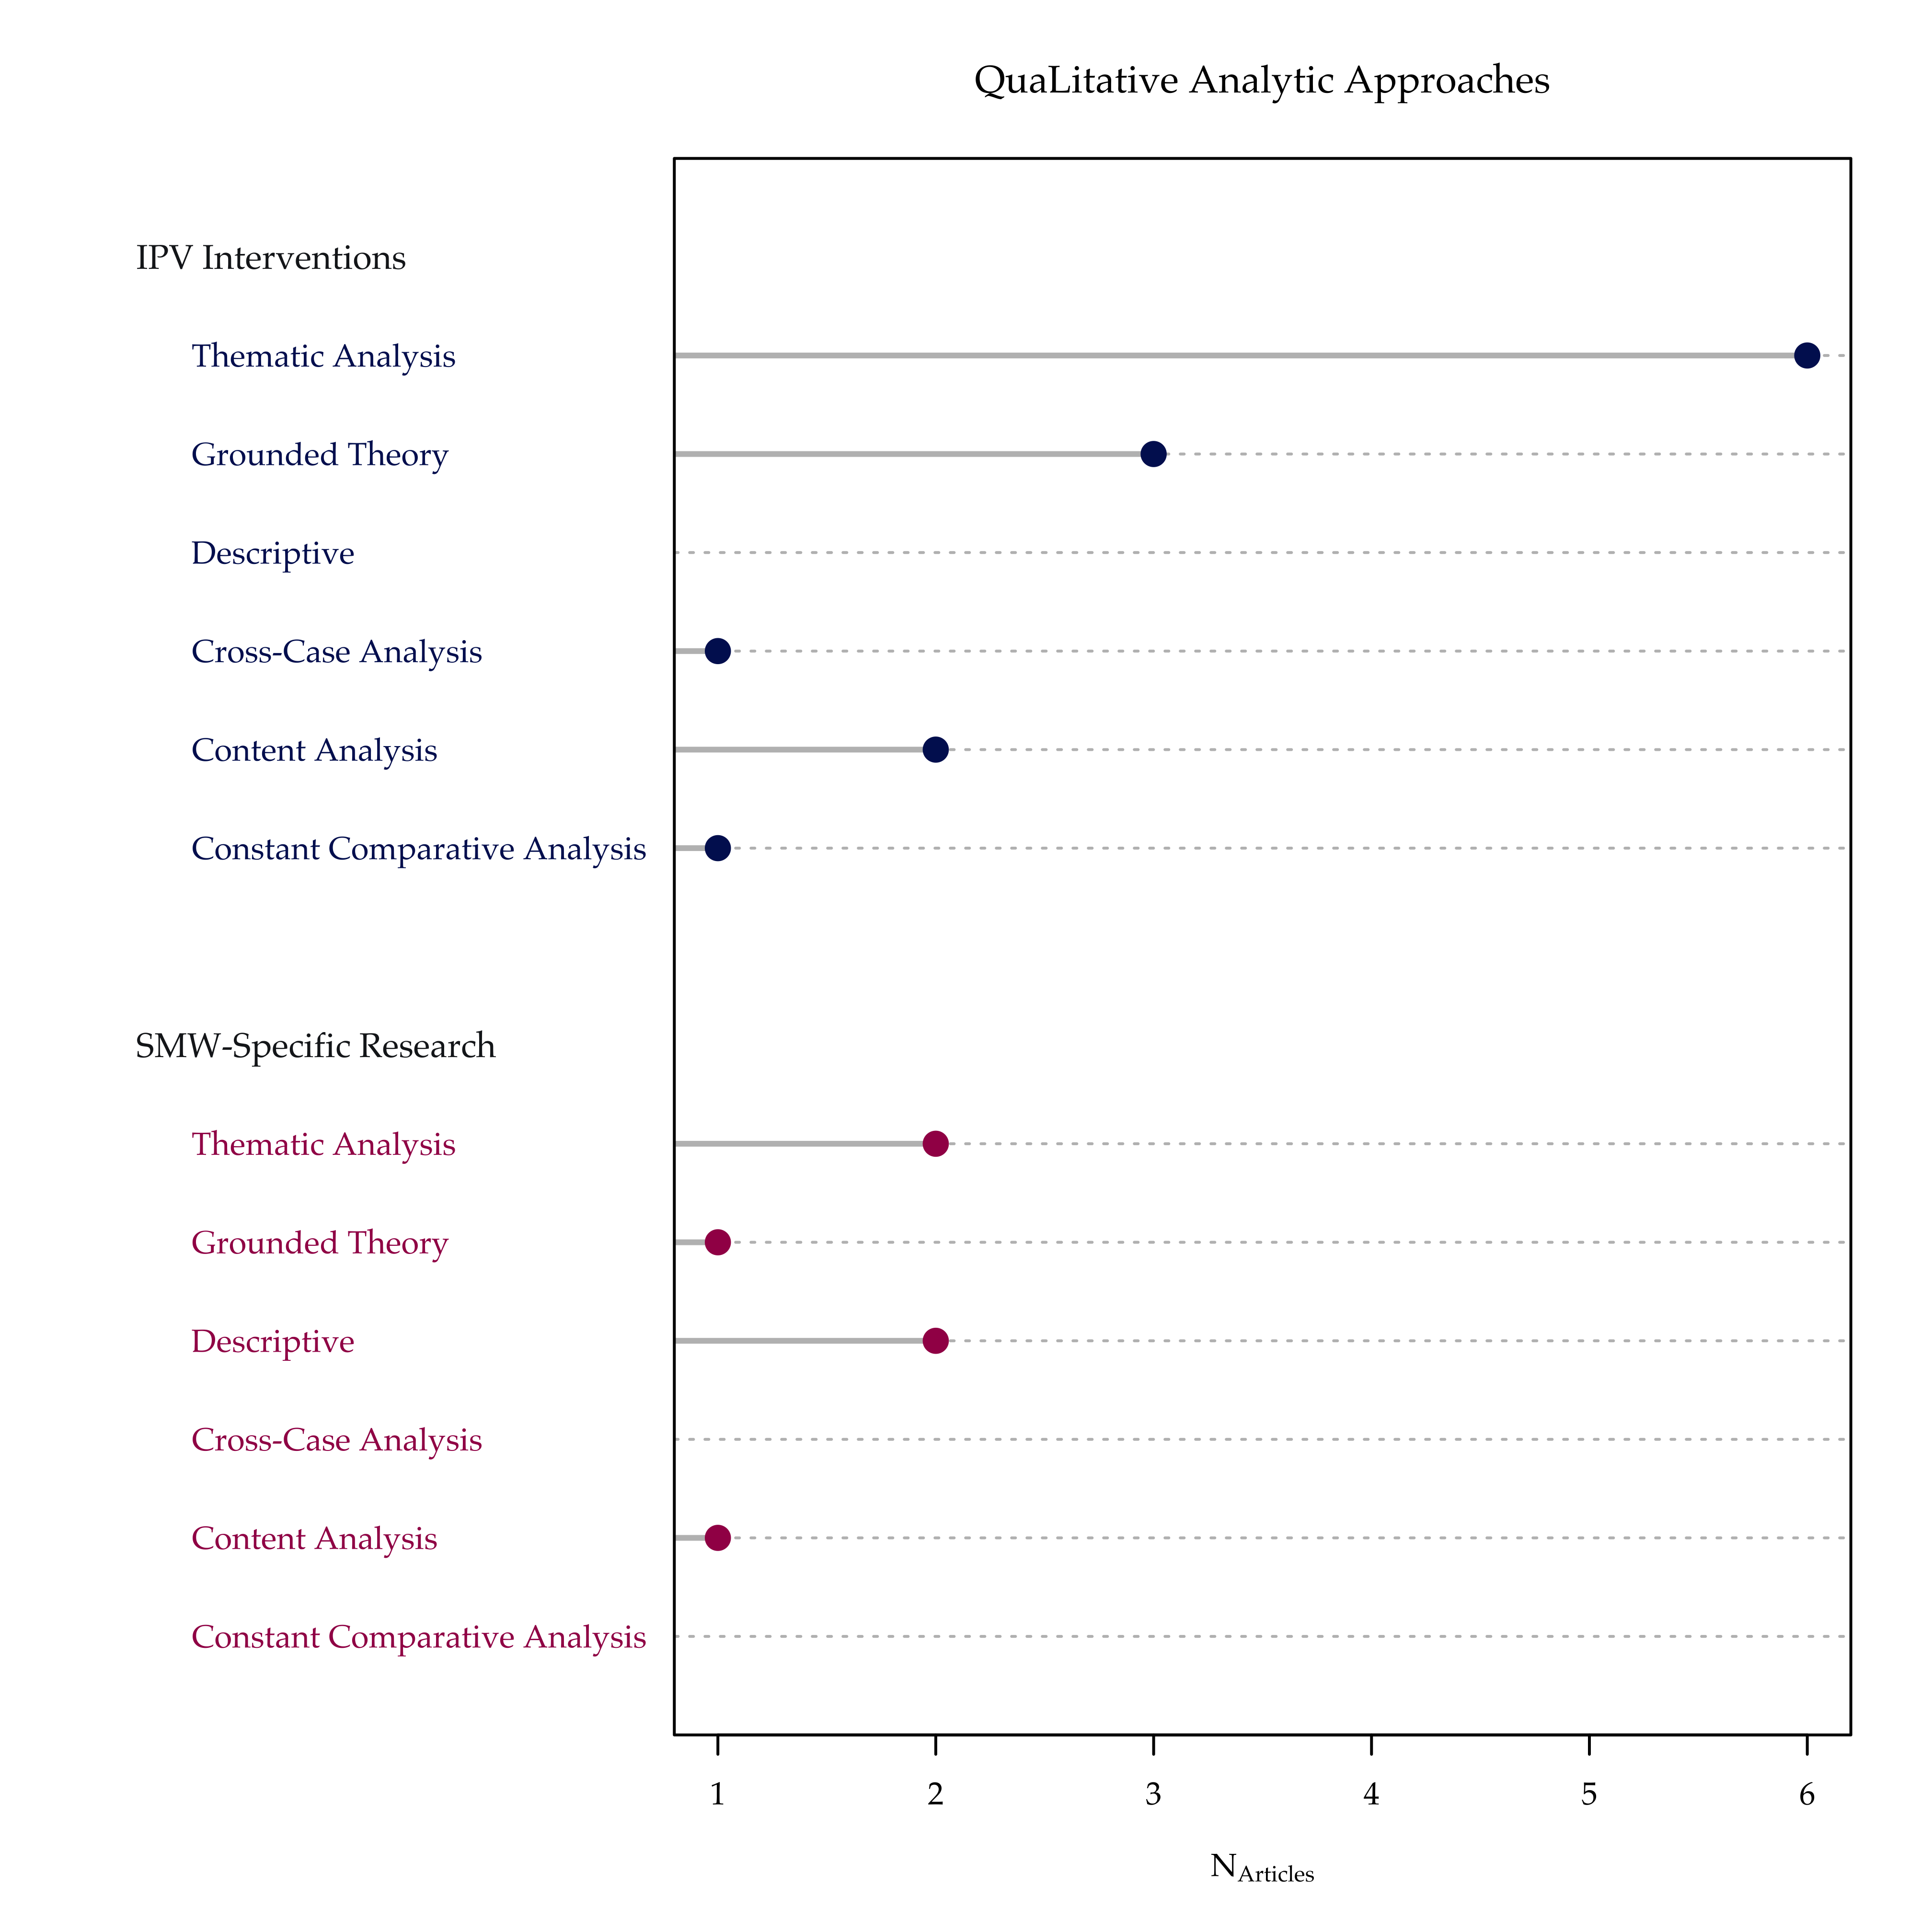 QuaLitative Analytic Approaches
IPV Interventions
Thematic Analysis
Grounded Theory
Descriptive
Cross-Case Analysis
Content Analysis
Constant Comparative Analysis
SMW-Specific Research
Thematic Analysis
Grounded Theory
Descriptive
Cross-Case Analysis
Content Analysis
Constant Comparative Analysis
1 2 3 4 5 6
NArticles